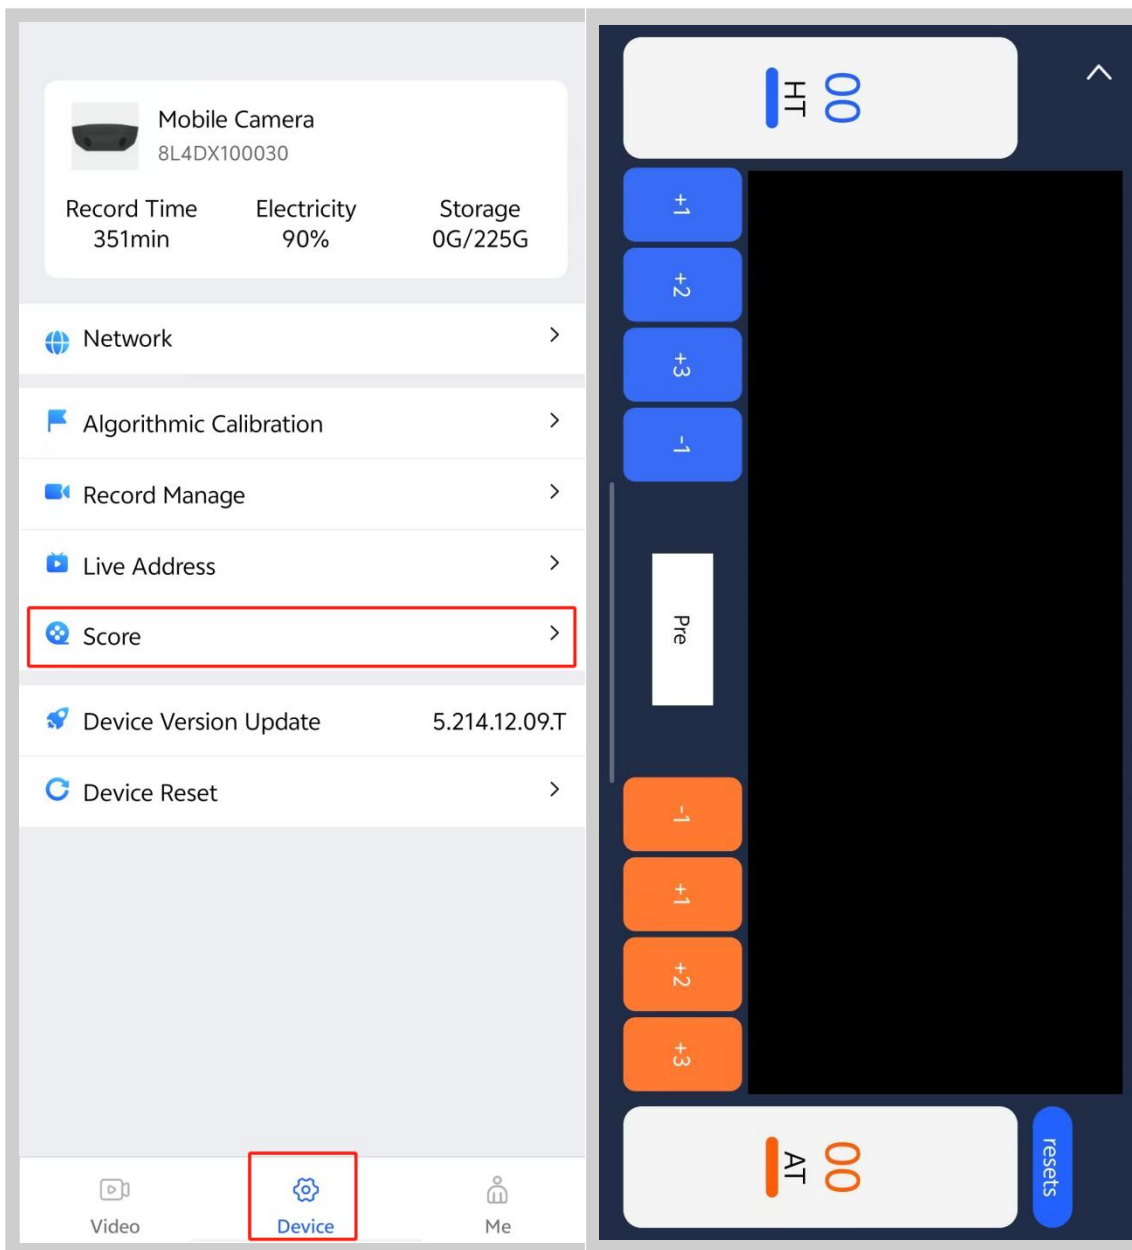 Mobile Camera
8L4DX100030
Record Time Electricity Storage
351min 90% 0G/225G
Network
Algorithmic Calibration
Record Manage
Live Address
Score
Device Version Update 5.214.12.09.T
Device Reset
Video Device Me
00
HT
+1
+2
+3
-1
Pre
-1
+1
+2
+3
00
AT
resets